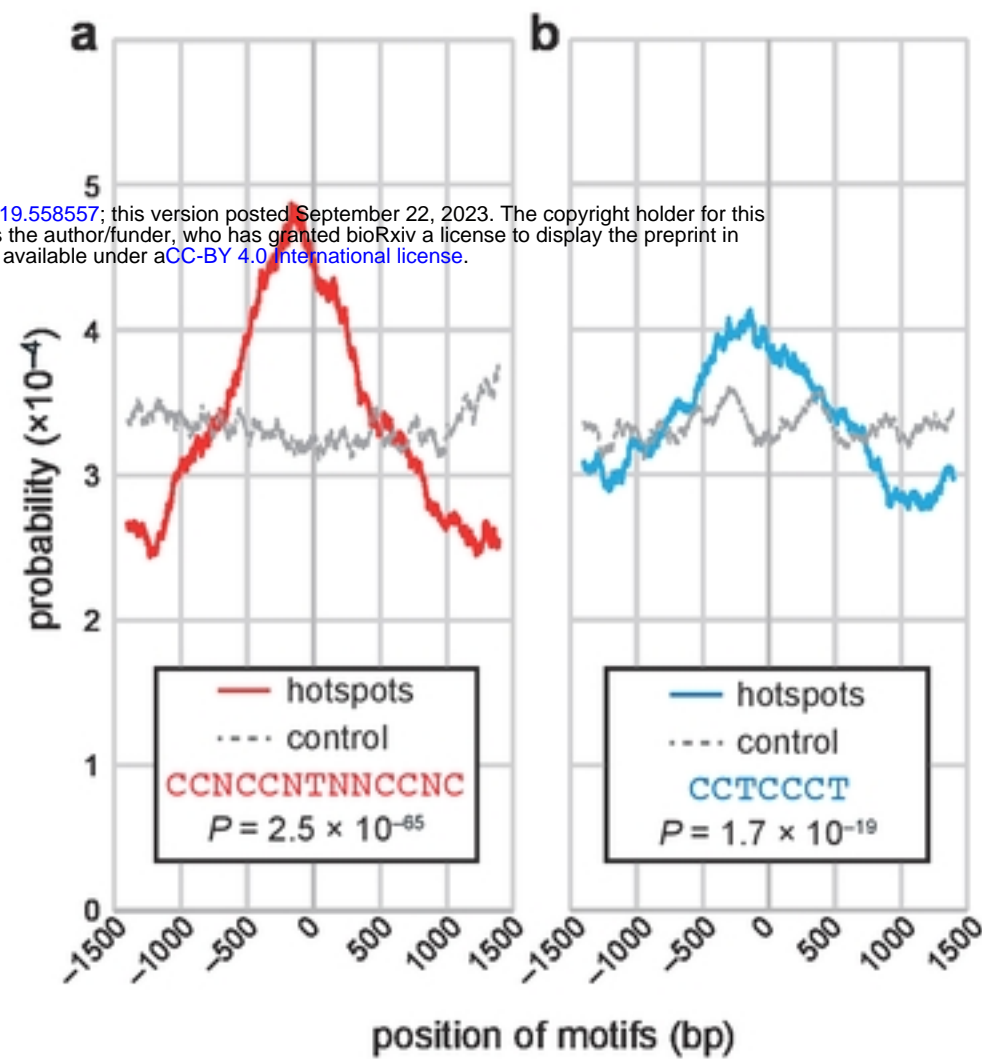 a
b
5
19.558557; this version posted September 22, 2023. The copyright holder for this
s the author/funder, who has granted bioRxiv a license to display the preprint in
available under aCC-BY 4.0 International license.
4
3
2
1
0
probability (×10⁻⁴)
hotspots
control
CCNCCNTNNCCNC
P = 2.5 × 10⁻⁶⁵
hotspots
control
CCTCCCT
P = 1.7 × 10⁻¹⁹
−1500 −1000 −500 0 500 1000 1500
−1500 −1000 −500 0 500 1000 1500
position of motifs (bp)